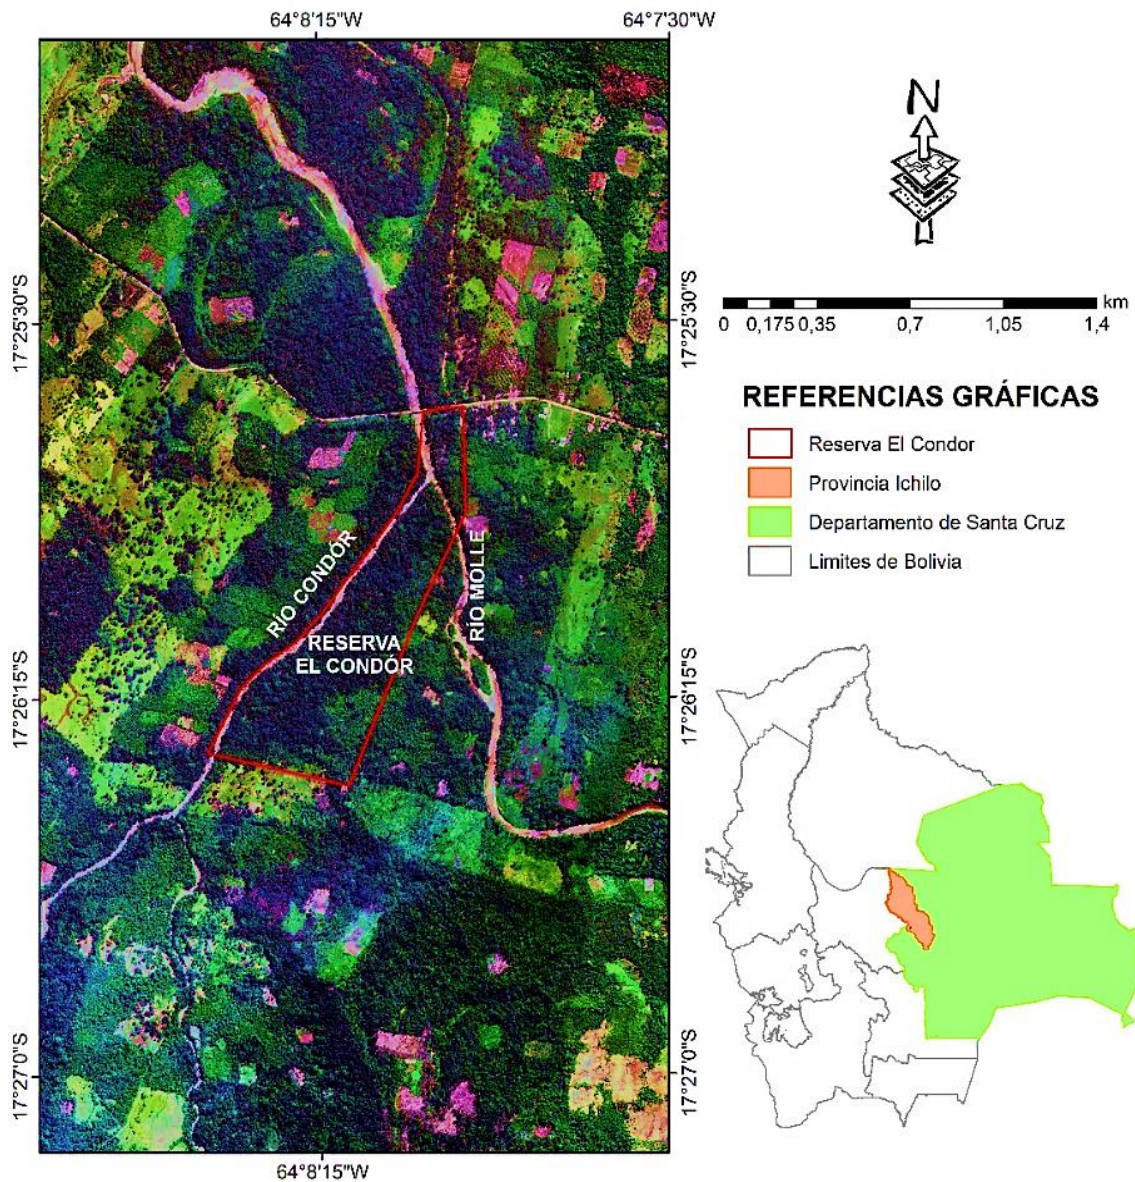 64°8'15"W
64°7'30"W
N
17°25'30"S
17°25'30"S
km
0
0,175
0,35
0,7
1,05
1,4
REFERENCIAS GRÁFICAS
Reserva El Condor
Provincia Ichilo
Departamento de Santa Cruz
Limites de Bolivia
RÍO CONDÓR
RÍO MOLLE
RESERVA
EL CONDÓR
17°26'15"S
17°26'15"S
17°27'0"S
17°27'0"S
64°8'15"W